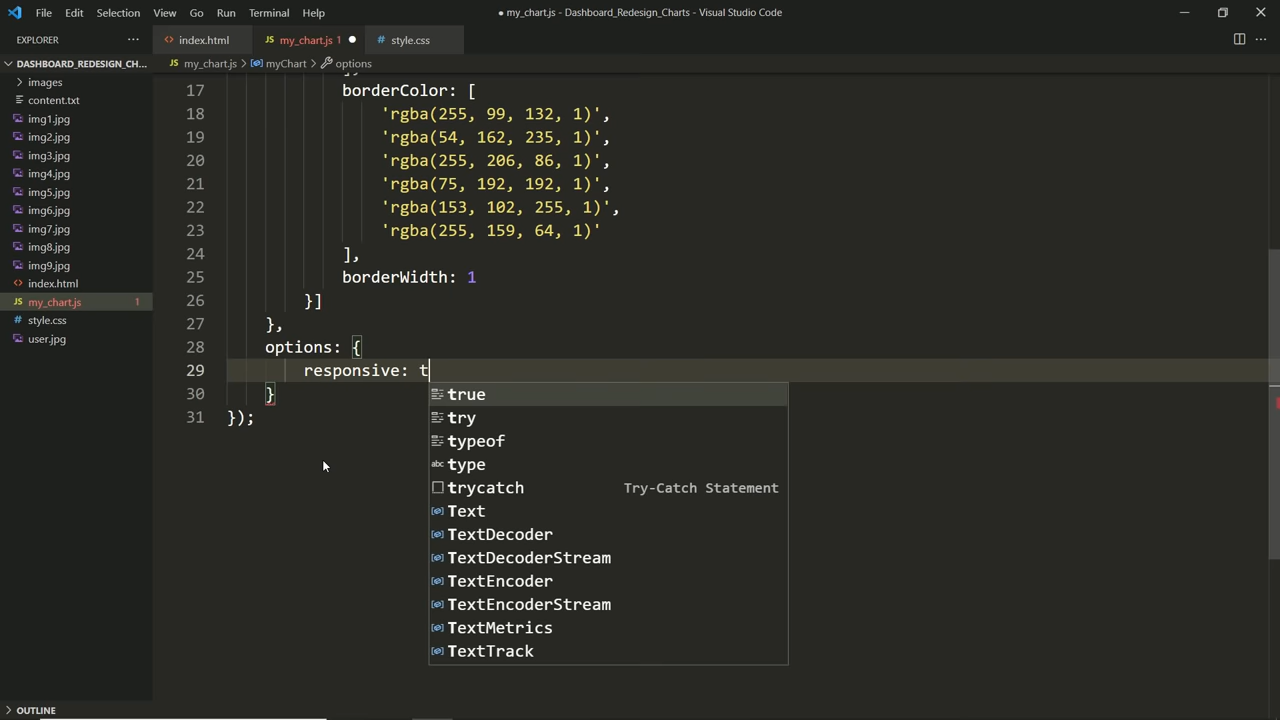 File Edit Selection View Go Run Terminal Help
● my_chart.js - Dashboard_Redesign_Charts - Visual Studio Code
EXPLORER
index.html
JS my_chart.js 1
# style.css
DASHBOARD_REDESIGN_CH...
JS my_chart.js > myChart > options
images
content.txt
img1.jpg
img2.jpg
img3.jpg
img4.jpg
img5.jpg
img6.jpg
img7.jpg
img8.jpg
img9.jpg
index.html
JS my_chart.js 1
# style.css
user.jpg
OUTLINE
17 borderColor: [
18 'rgba(255, 99, 132, 1)',
19 'rgba(54, 162, 235, 1)',
20 'rgba(255, 206, 86, 1)',
21 'rgba(75, 192, 192, 1)',
22 'rgba(153, 102, 255, 1)',
23 'rgba(255, 159, 64, 1)'
24 ],
25 borderWidth: 1
26 }]
27 },
28 options: {
29 responsive: t
30 }
31 });
true
try
typeof
abc type
trycatch Try-Catch Statement
Text
TextDecoder
TextDecoderStream
TextEncoder
TextEncoderStream
TextMetrics
TextTrack